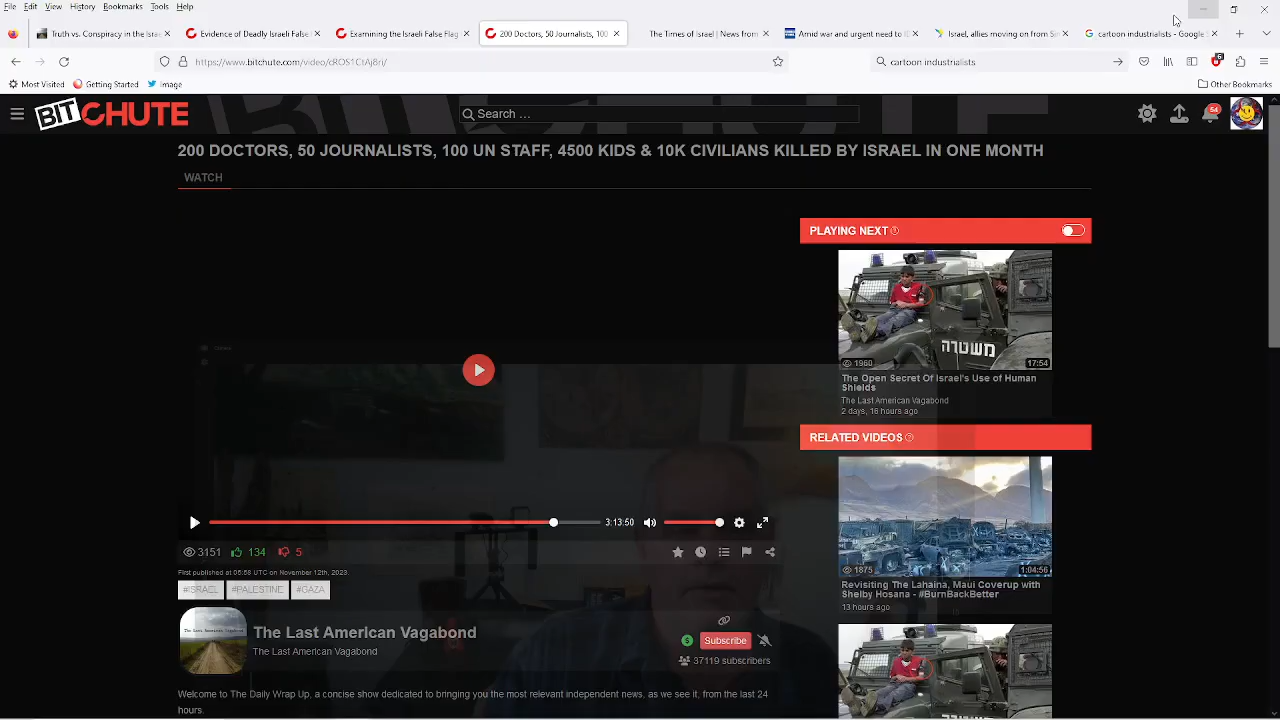 File Edit View History Bookmarks Tools Help
Truth vs. Conspiracy in the Isra
Evidence of Deadly Israeli False
Examining the Israeli False Flag
200 Doctors, 50 Journalists, 100
The Times of Israel | News from
Amid war and urgent need to ID
Israel, allies moving on from
cartoon industrialists - Google
https://www.bitchute.com/video/dROS1CtAj8ri/
cartoon industrialists
Most Visited Getting Started image
Other Bookmarks
BITCHUTE
Search ...
54
200 DOCTORS, 50 JOURNALISTS, 100 UN STAFF, 4500 KIDS & 10K CIVILIANS KILLED BY ISRAEL IN ONE MONTH
WATCH
PLAYING NEXT
משטרה
1960 17:54
The Open Secret Of Israel's Use of Human
Shields
The Last American Vagabond
2 days, 16 hours ago
RELATED VIDEOS
1875 1:04:56
Revisiting The Lahaina, Maui Coverup with
Shelby Hosana - #BurnBackBetter
13 hours ago
3:13:50
3151 134 5
First published at 05:58 UTC on November 12th, 2023.
#ISRAEL #PALESTINE #GAZA
The Last American Vagabond
The Last American Vagabond
Subscribe
37119 subscribers
Welcome to The Daily Wrap Up, a concise show dedicated to bringing you the most relevant independent news, as we see it, from the last 24
hours.